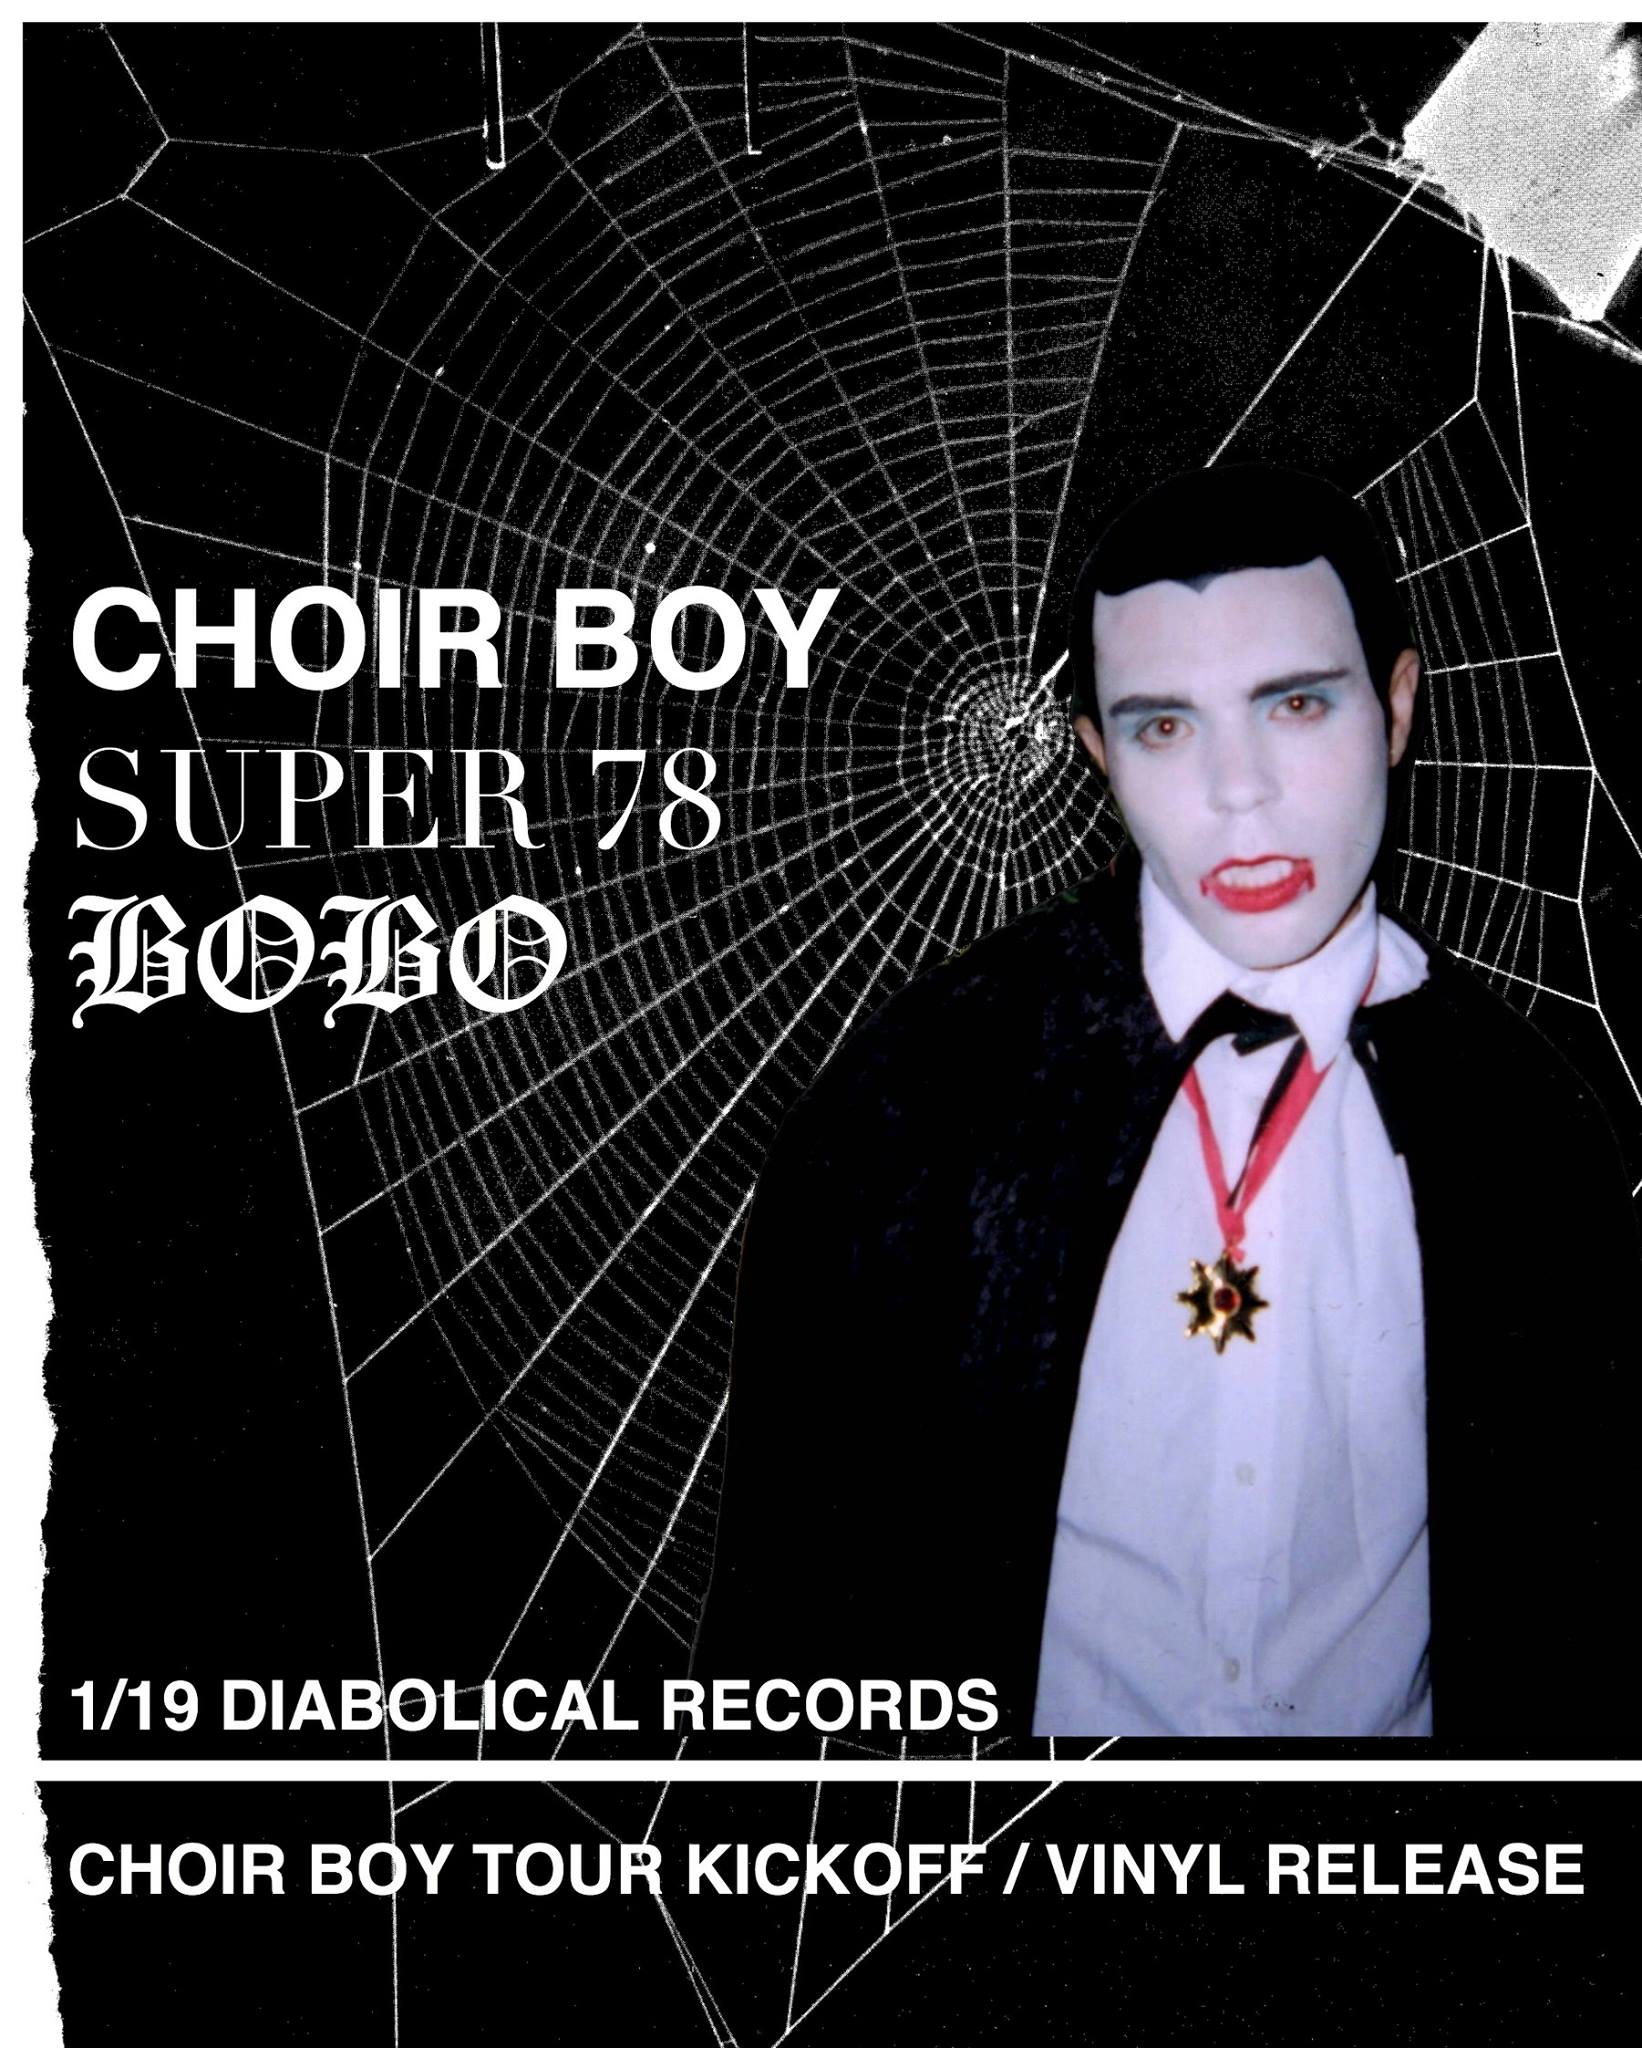 CHOIR BOY
SUPER 78
BOBO
1/19 DIABOLICAL RECORDS
CHOIR BOY TOUR KICKOFF / VINYL RELEASE